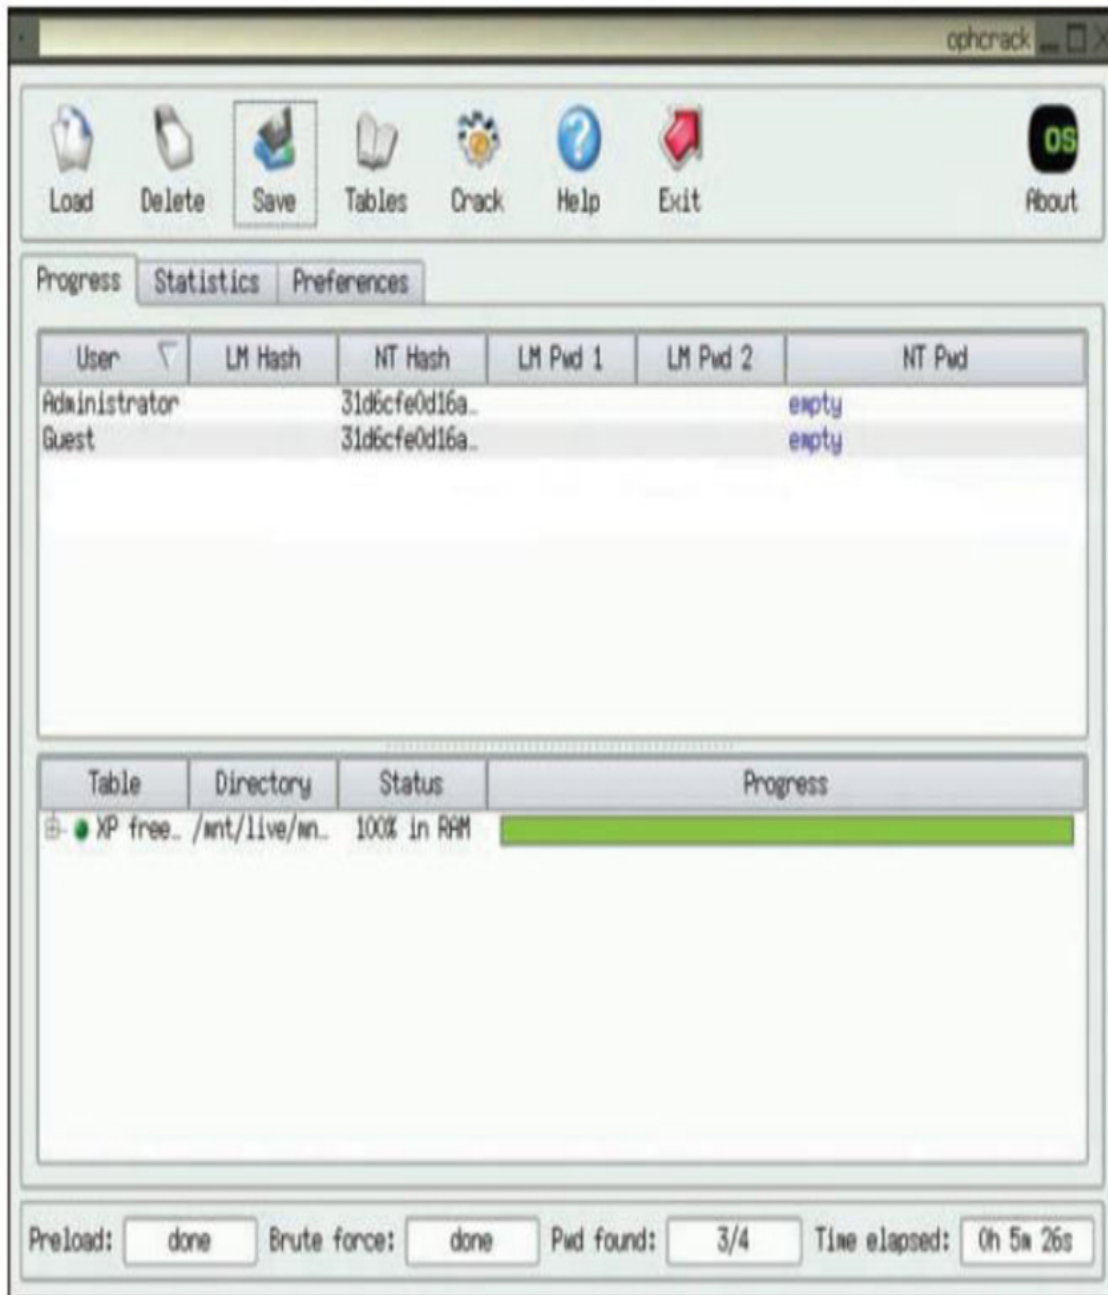 ophcrack
Load Delete Save Tables Crack Help Exit OS About
Progress Statistics Preferences
User LM Hash NT Hash LM Pwd 1 LM Pwd 2 NT Pwd
Administrator 31d6cfe0d16a… empty
Guest 31d6cfe0d16a… empty
Table Directory Status Progress
XP free… /mnt/live/mn… 100% in RAM
Preload: done Brute force: done Pwd found: 3/4 Time elapsed: 0h 5m 26s